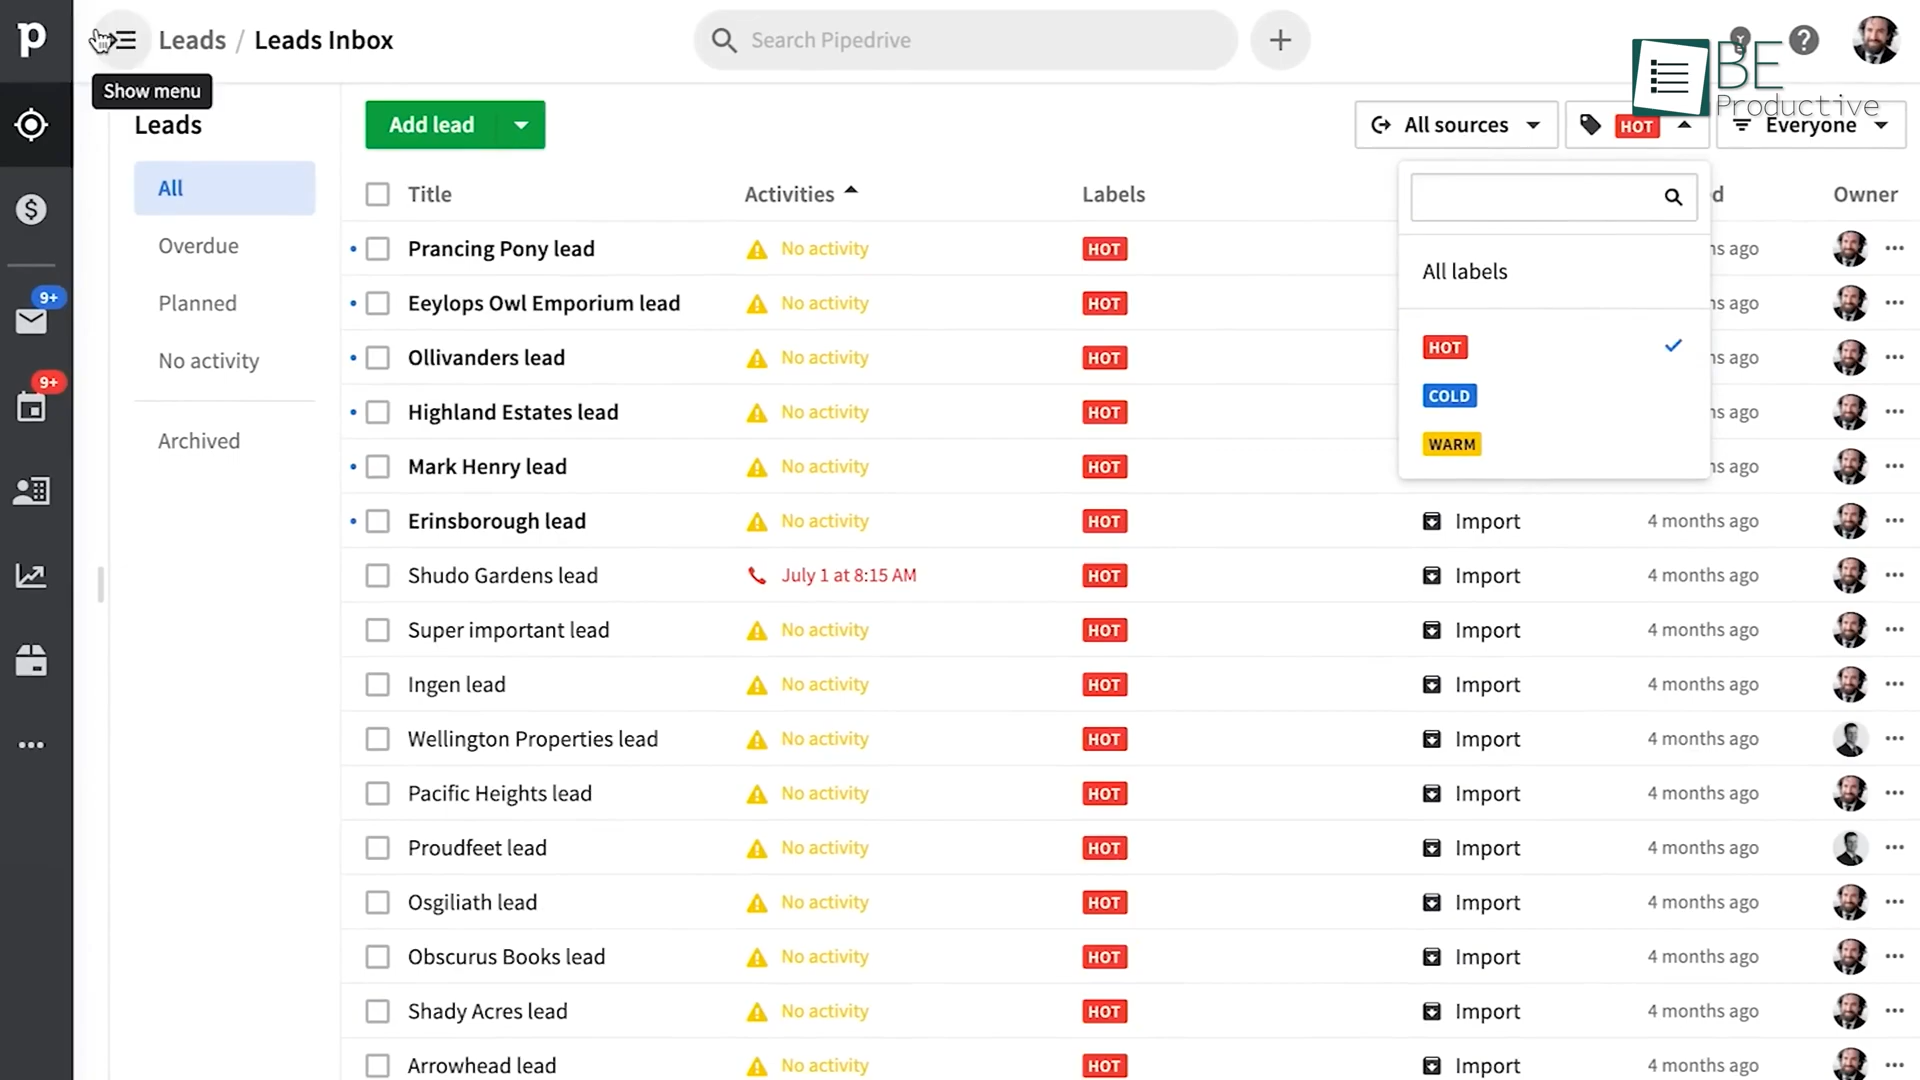 p
Leads / Leads Inbox
Search Pipedrive
Y
?
BE
Productive
Show menu
Leads
All
Overdue
Planned
No activity
Archived
9+
9+
Add lead
All sources
HOT
Everyone
Title
Activities
Labels
d
Owner
All labels
HOT
COLD
WARM
Prancing Pony lead No activity HOT hs ago
Eeylops Owl Emporium lead No activity HOT
Ollivanders lead No activity HOT hs ago
Highland Estates lead No activity HOT hs ago
Mark Henry lead No activity HOT hs ago
Erinsborough lead No activity HOT Import 4 months ago
Shudo Gardens lead July 1 at 8:15 AM HOT Import 4 months ago
Super important lead No activity HOT Import 4 months ago
Ingen lead No activity HOT Import 4 months ago
Wellington Properties lead No activity HOT Import 4 months ago
Pacific Heights lead No activity HOT Import 4 months ago
Proudfeet lead No activity HOT Import 4 months ago
Osgiliath lead No activity HOT Import 4 months ago
Obscurus Books lead No activity HOT Import 4 months ago
Shady Acres lead No activity HOT Import 4 months ago
Arrowhead lead No activity HOT Import 4 months ago